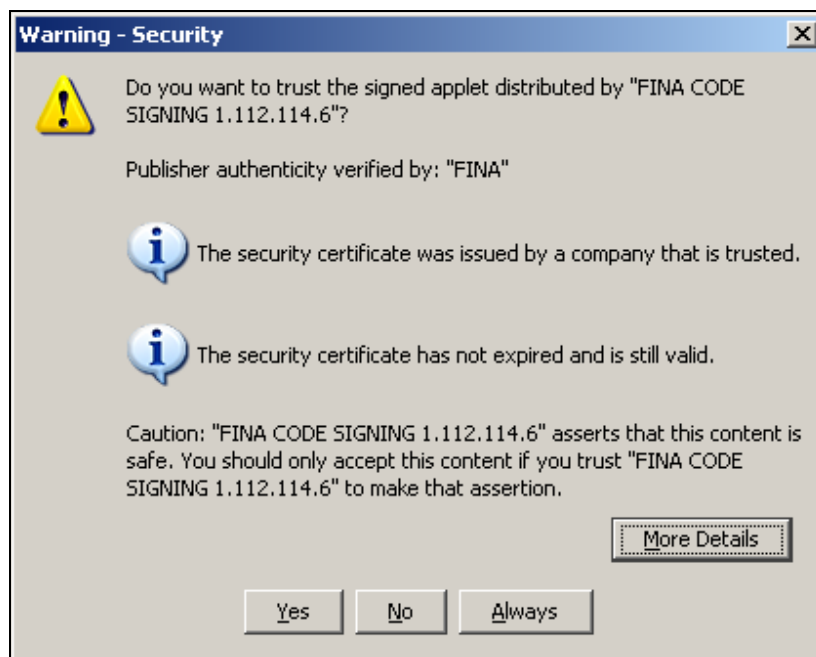 Warning - Security
Do you want to trust the signed applet distributed by "FINA CODE
SIGNING 1.112.114.6"?
Publisher authenticity verified by: "FINA"
The security certificate was issued by a company that is trusted.
The security certificate has not expired and is still valid.
Caution: "FINA CODE SIGNING 1.112.114.6" asserts that this content is
safe. You should only accept this content if you trust "FINA CODE
SIGNING 1.112.114.6" to make that assertion.
More Details
Yes No Always